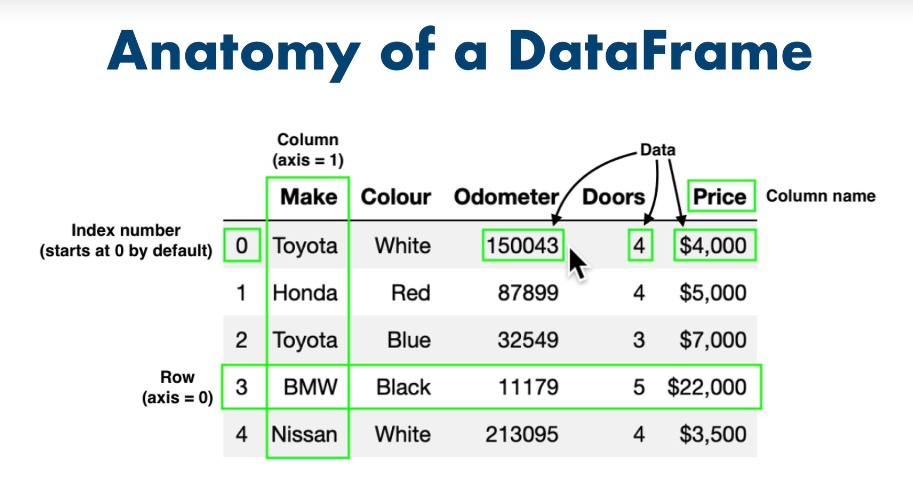 Anatomy of a DataFrame
Column
(axis = 1)
Data
Make Colour Odometer Doors Price Column name
Index number
(starts at 0 by default)
0 Toyota White 150043 4 $4,000
1 Honda Red 87899 4 $5,000
2 Toyota Blue 32549 3 $7,000
Row
(axis = 0)
3 BMW Black 11179 5 $22,000
4 Nissan White 213095 4 $3,500